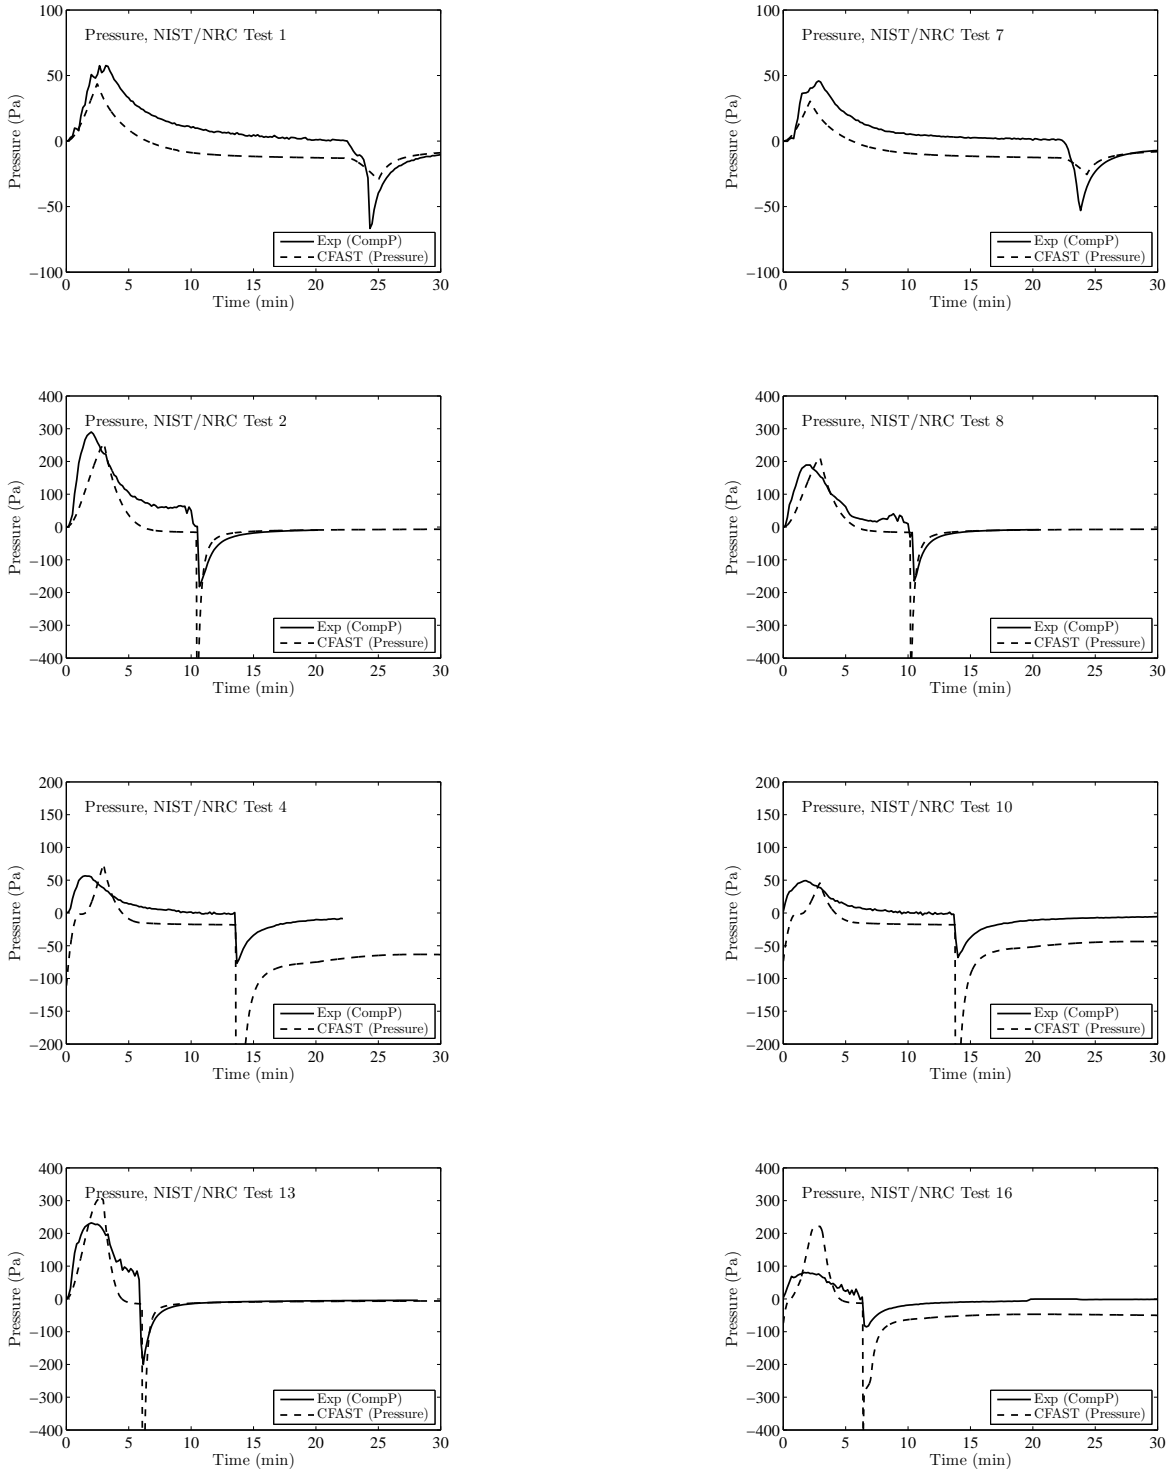 Pressure, NIST/NRC Test 1
Pressure (Pa)
100
50
0
−50
−100
0 5 10 15 20 25 30
Time (min)
Exp (CompP)
CFAST (Pressure)
Pressure, NIST/NRC Test 7
Pressure (Pa)
100
50
0
−50
−100
0 5 10 15 20 25 30
Time (min)
Exp (CompP)
CFAST (Pressure)
Pressure, NIST/NRC Test 2
Pressure (Pa)
400
300
200
100
0
−100
−200
−300
−400
0 5 10 15 20 25 30
Time (min)
Exp (CompP)
CFAST (Pressure)
Pressure, NIST/NRC Test 8
Pressure (Pa)
400
300
200
100
0
−100
−200
−300
−400
0 5 10 15 20 25 30
Time (min)
Exp (CompP)
CFAST (Pressure)
Pressure, NIST/NRC Test 4
Pressure (Pa)
200
150
100
50
0
−50
−100
−150
−200
0 5 10 15 20 25 30
Time (min)
Exp (CompP)
CFAST (Pressure)
Pressure, NIST/NRC Test 10
Pressure (Pa)
200
150
100
50
0
−50
−100
−150
−200
0 5 10 15 20 25 30
Time (min)
Exp (CompP)
CFAST (Pressure)
Pressure, NIST/NRC Test 13
Pressure (Pa)
400
300
200
100
0
−100
−200
−300
−400
0 5 10 15 20 25 30
Time (min)
Exp (CompP)
CFAST (Pressure)
Pressure, NIST/NRC Test 16
Pressure (Pa)
400
300
200
100
0
−100
−200
−300
−400
0 5 10 15 20 25 30
Time (min)
Exp (CompP)
CFAST (Pressure)